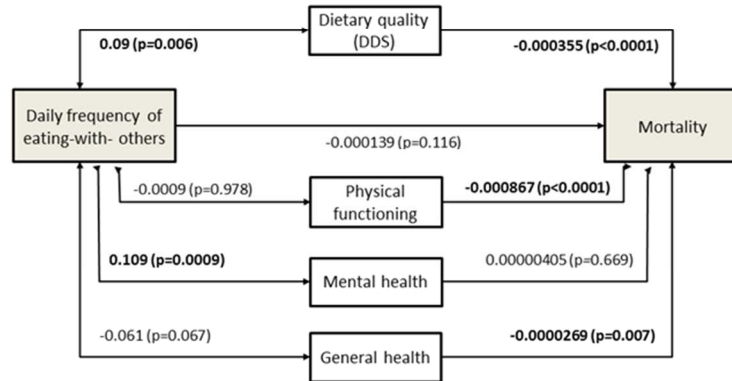 Dietary quality
(DDS)
0.09 (p=0.006)
-0.000355 (p<0.0001)
Daily frequency of
eating-with- others
Mortality
-0.000139 (p=0.116)
-0.0009 (p=0.978)
Physical
functioning
-0.000867 (p<0.0001)
0.109 (p=0.0009)
Mental health
0.00000405 (p=0.669)
-0.061 (p=0.067)
General health
-0.0000269 (p=0.007)